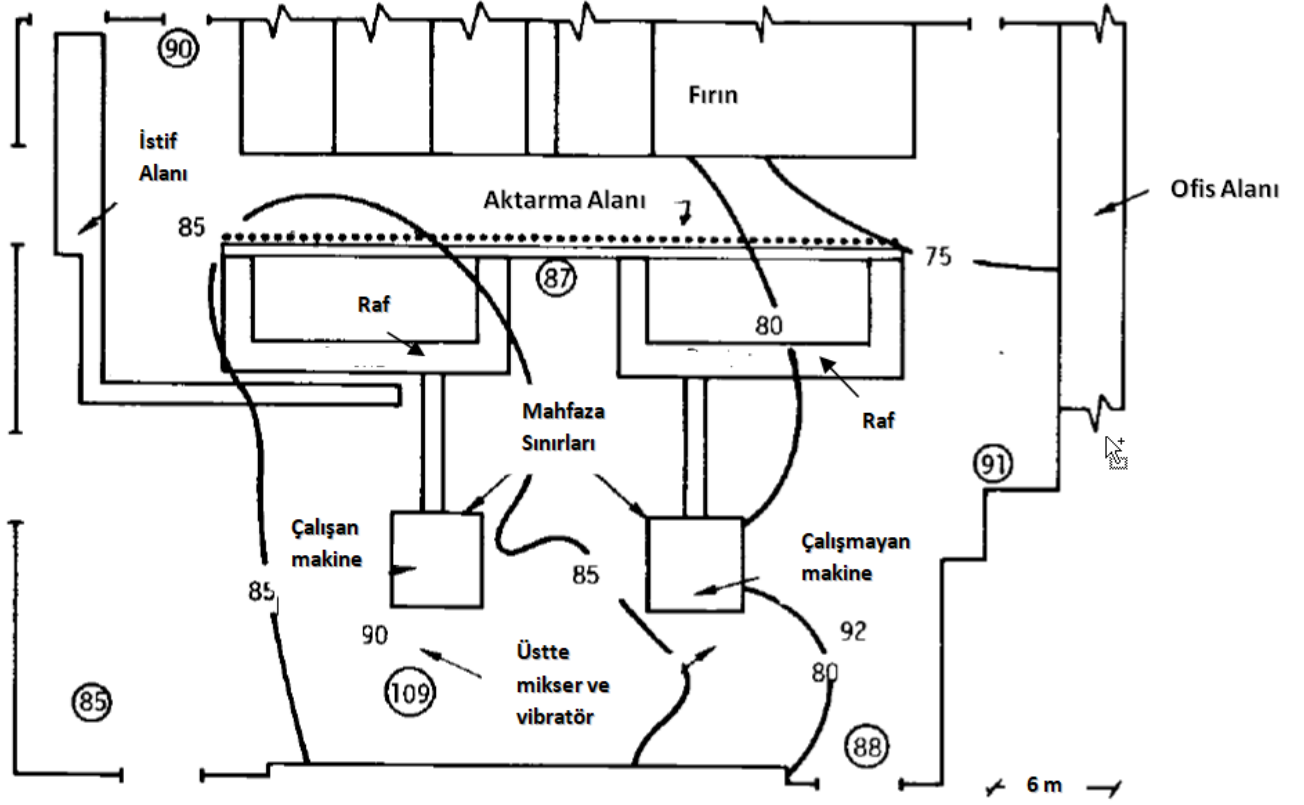 90
Fırın
İstif
Alanı
Aktarma Alanı
Ofis Alanı
85
75
87
Raf
80
Mahfaza
Sınırları
Raf
91
Çalışan
makine
Çalışmayan
makine
85
85
90
92
Üstte
mikser ve
vibratör
80
85
109
88
6 m